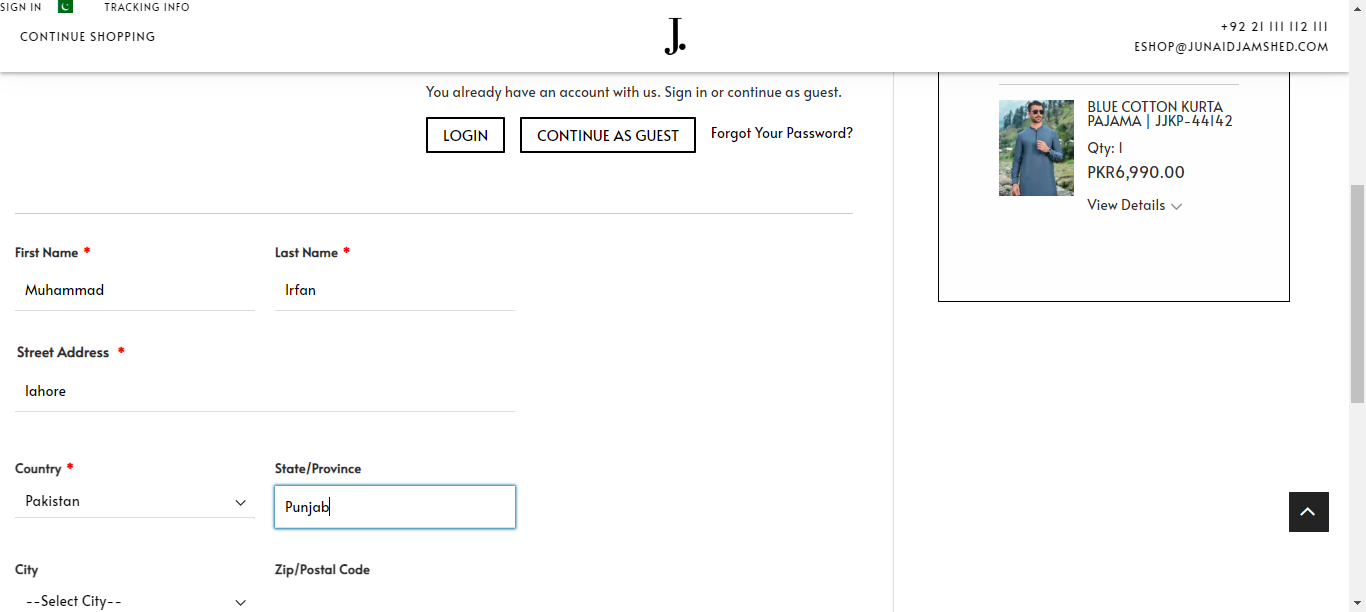 SIGN IN TRACKING INFO
CONTINUE SHOPPING
J.
+92 21 111 112 111
ESHOP@JUNAIDJAMSHED.COM
You already have an account with us. Sign in or continue as guest.
LOGIN CONTINUE AS GUEST Forgot Your Password?
BLUE COTTON KURTA
PAJAMA | JJKP-44142
Qty: 1
PKR6,990.00
View Details
First Name * Last Name *
Muhammad Irfan
Street Address *
lahore
Country * State/Province
Pakistan Punjab
City Zip/Postal Code
--Select City--